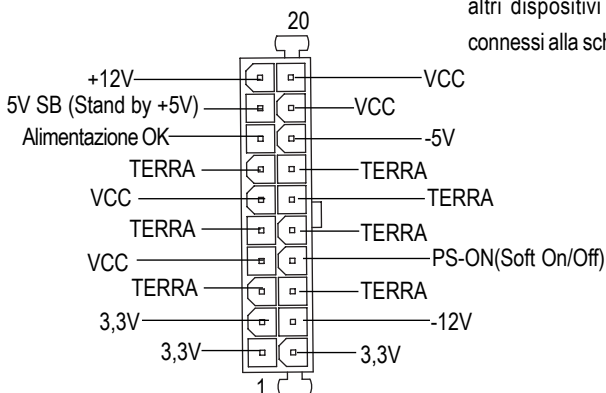 altri dispositivi
connessi alla sch
20
+12V
VCC
5V SB (Stand by +5V)
VCC
Alimentazione OK
-5V
TERRA
TERRA
VCC
TERRA
TERRA
TERRA
VCC
PS-ON(Soft On/Off)
TERRA
TERRA
3,3V
-12V
3,3V
3,3V
1